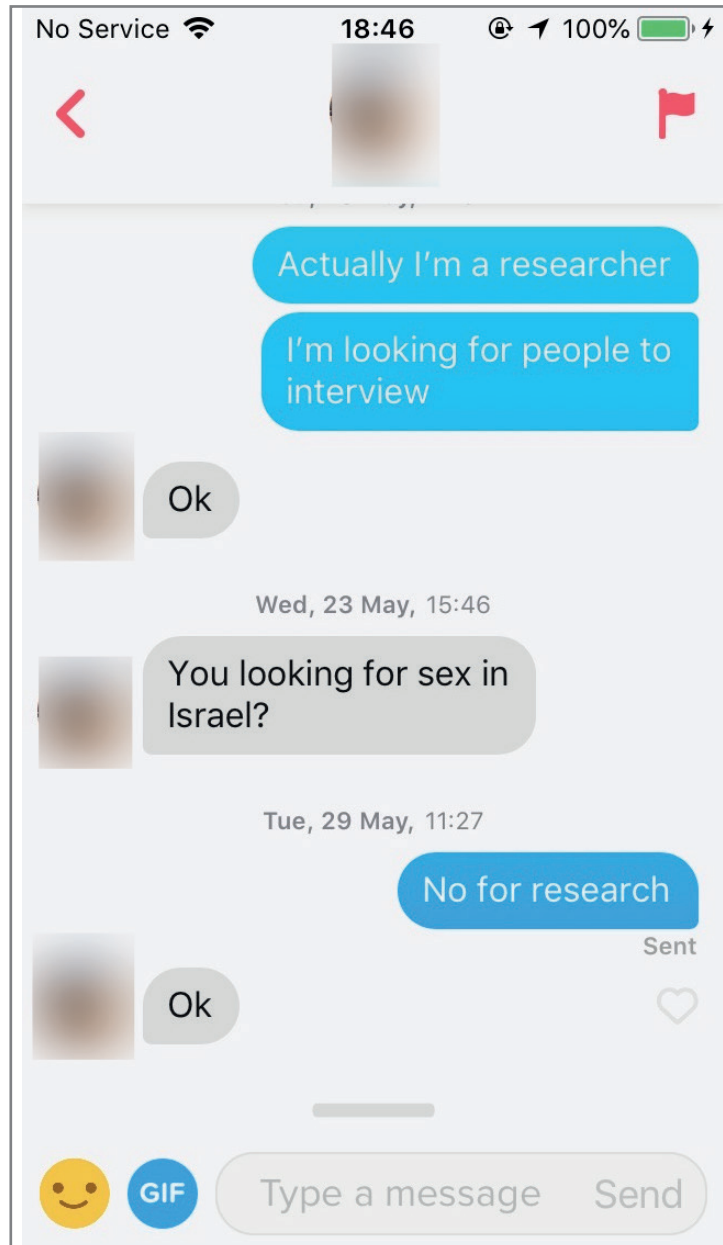 No Service 18:46 100%
Actually I'm a researcher
I'm looking for people to
interview
Ok
Wed, 23 May, 15:46
You looking for sex in
Israel?
Tue, 29 May, 11:27
No for research
Sent
Ok
GIF Type a message Send